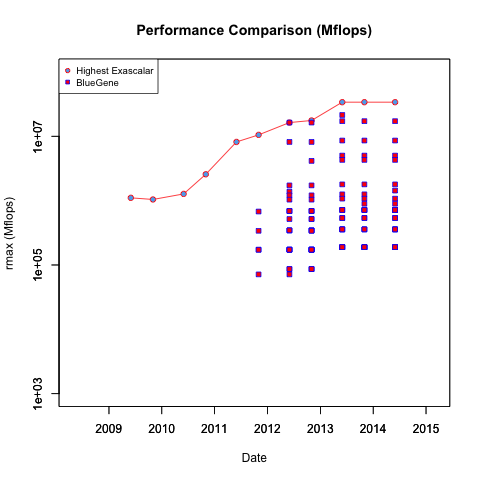 Performance Comparison (Mflops)
Highest Exascalar
BlueGene
1e+07
1e+05
1e+03
rmax (Mflops)
2009 2010 2011 2012 2013 2014 2015
Date